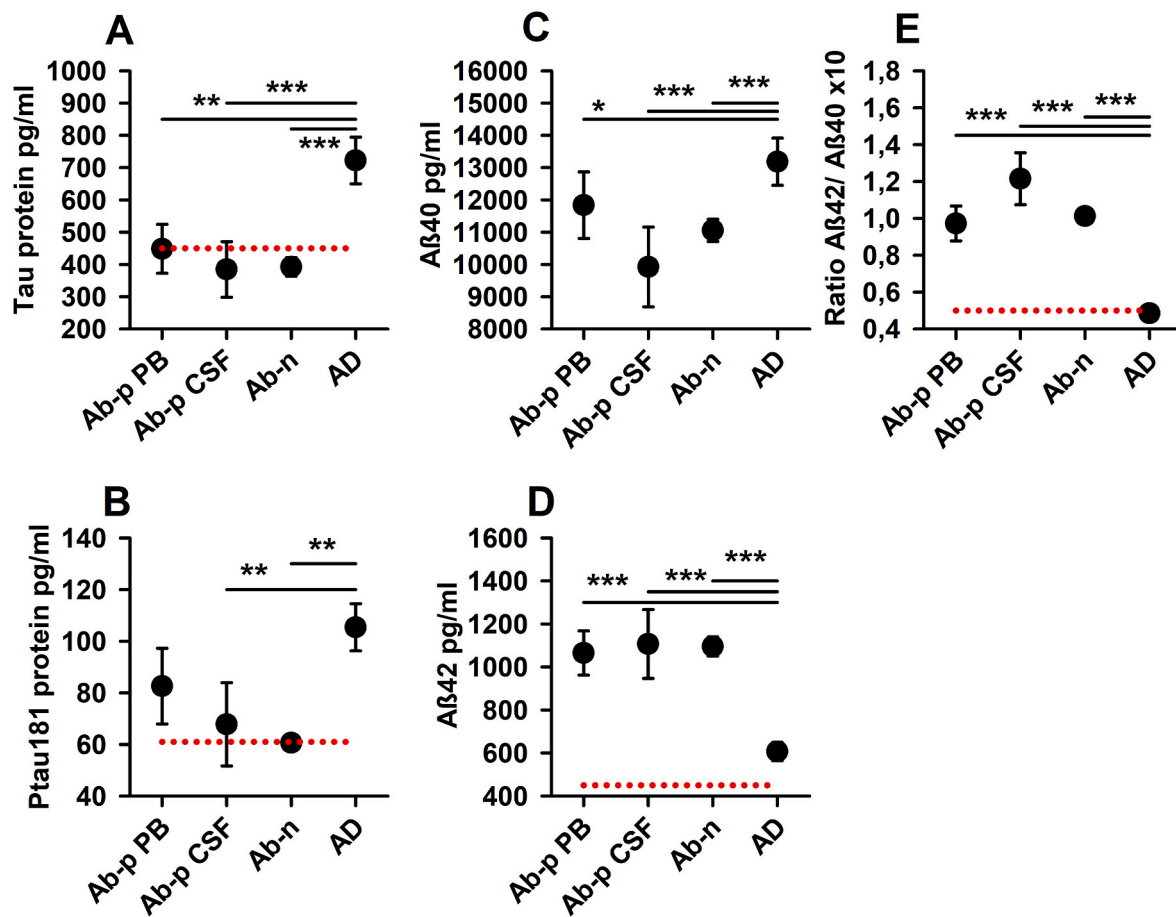 A
Tau protein pg/ml
1000
900
800
700
600
500
400
300
200
** ***
***
Ab-p PB
Ab-p CSF
Ab-n
AD
C
Aß40 pg/ml
16000
15000
14000
13000
12000
11000
10000
9000
8000
* *** ***
Ab-p PB
Ab-p CSF
Ab-n
AD
E
Ratio Aß42/ Aß40 x10
1,8
1,6
1,4
1,2
1,0
0,8
0,6
0,4
*** *** ***
Ab-p PB
Ab-p CSF
Ab-n
AD
B
Ptau181 protein pg/ml
140
120
100
80
60
40
** **
Ab-p PB
Ab-p CSF
Ab-n
AD
D
Aß42 pg/ml
1600
1400
1200
1000
800
600
400
*** *** ***
Ab-p PB
Ab-p CSF
Ab-n
AD